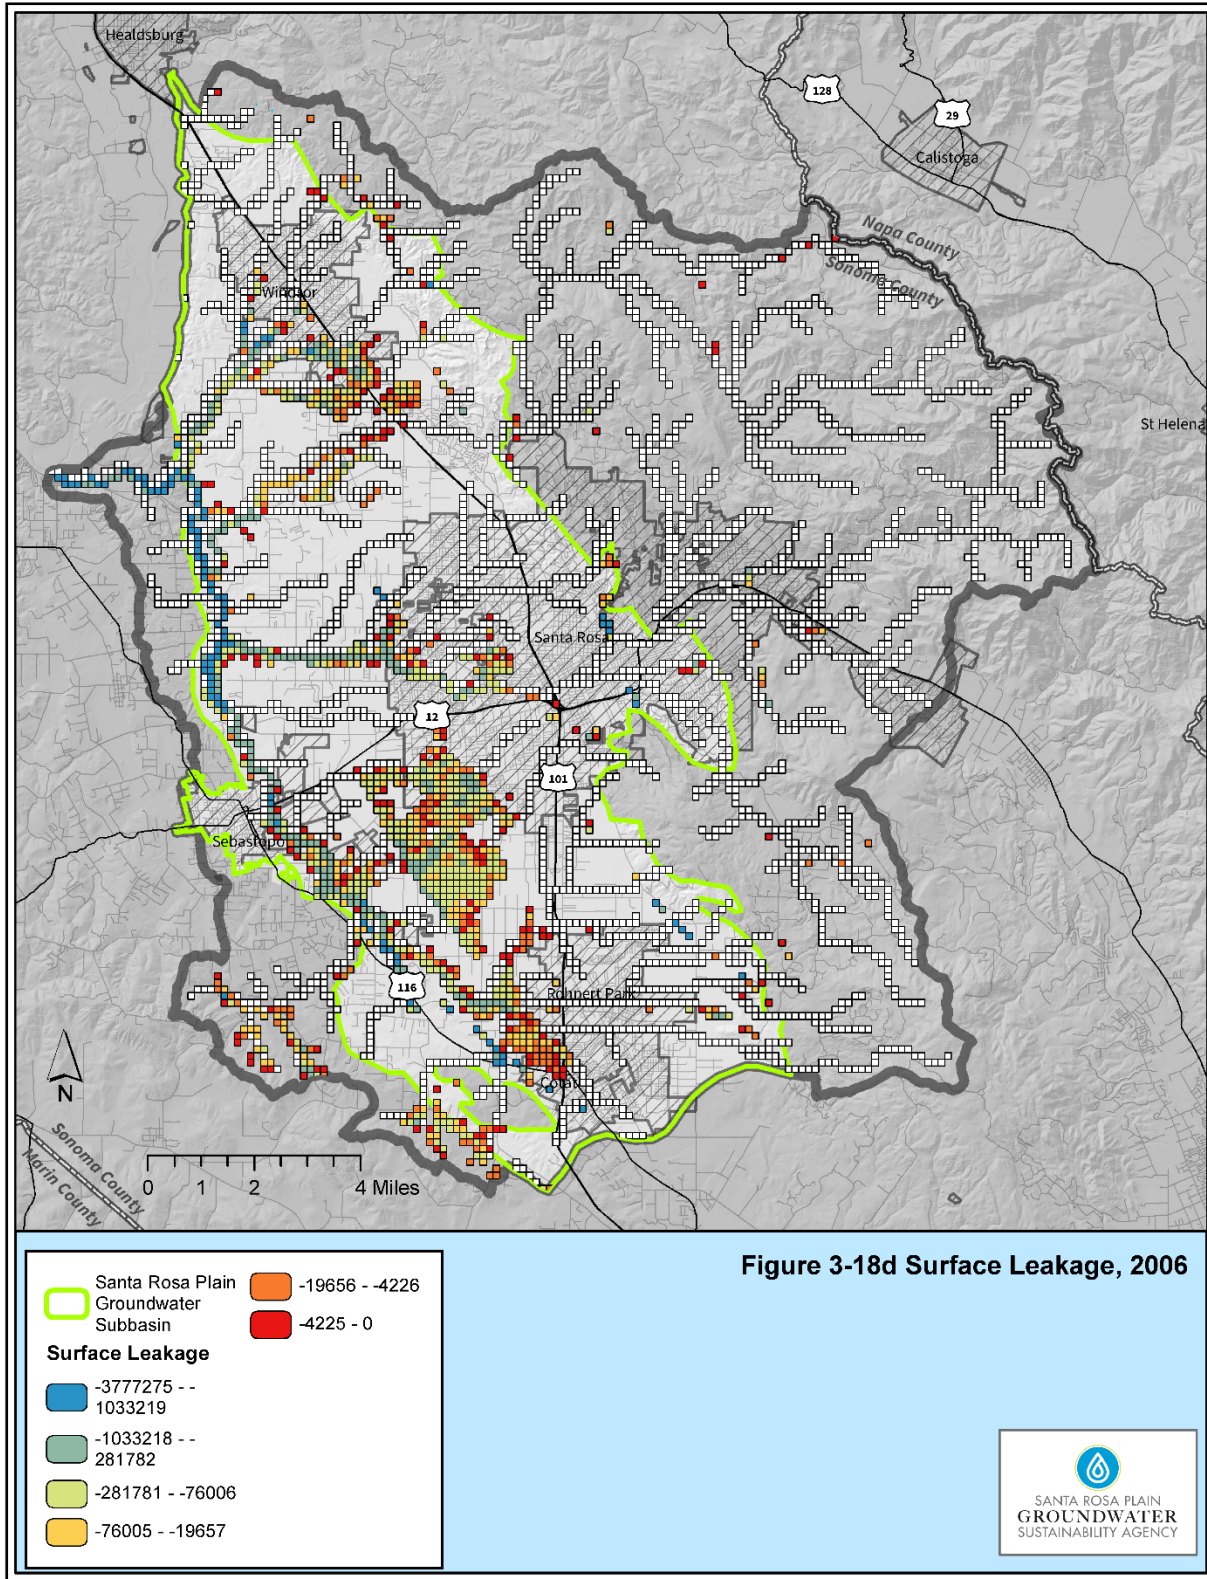 Healdsburg
128
29
Calistoga
Napa County
Sonoma County
Windsor
St Helena
Santa Rosa
12
101
Sebastopo
116
Rohnert Park
Cotati
N
Sonoma County
Marin County
0 1 2 4 Miles
Figure 3-18d Surface Leakage, 2006
Santa Rosa Plain
Groundwater
Subbasin
Surface Leakage
-3777275 - -
1033219
-1033218 - -
281782
-281781 - -76006
-76005 - -19657
-19656 - -4226
-4225 - 0
SANTA ROSA PLAIN
GROUNDWATER
SUSTAINABILITY AGENCY